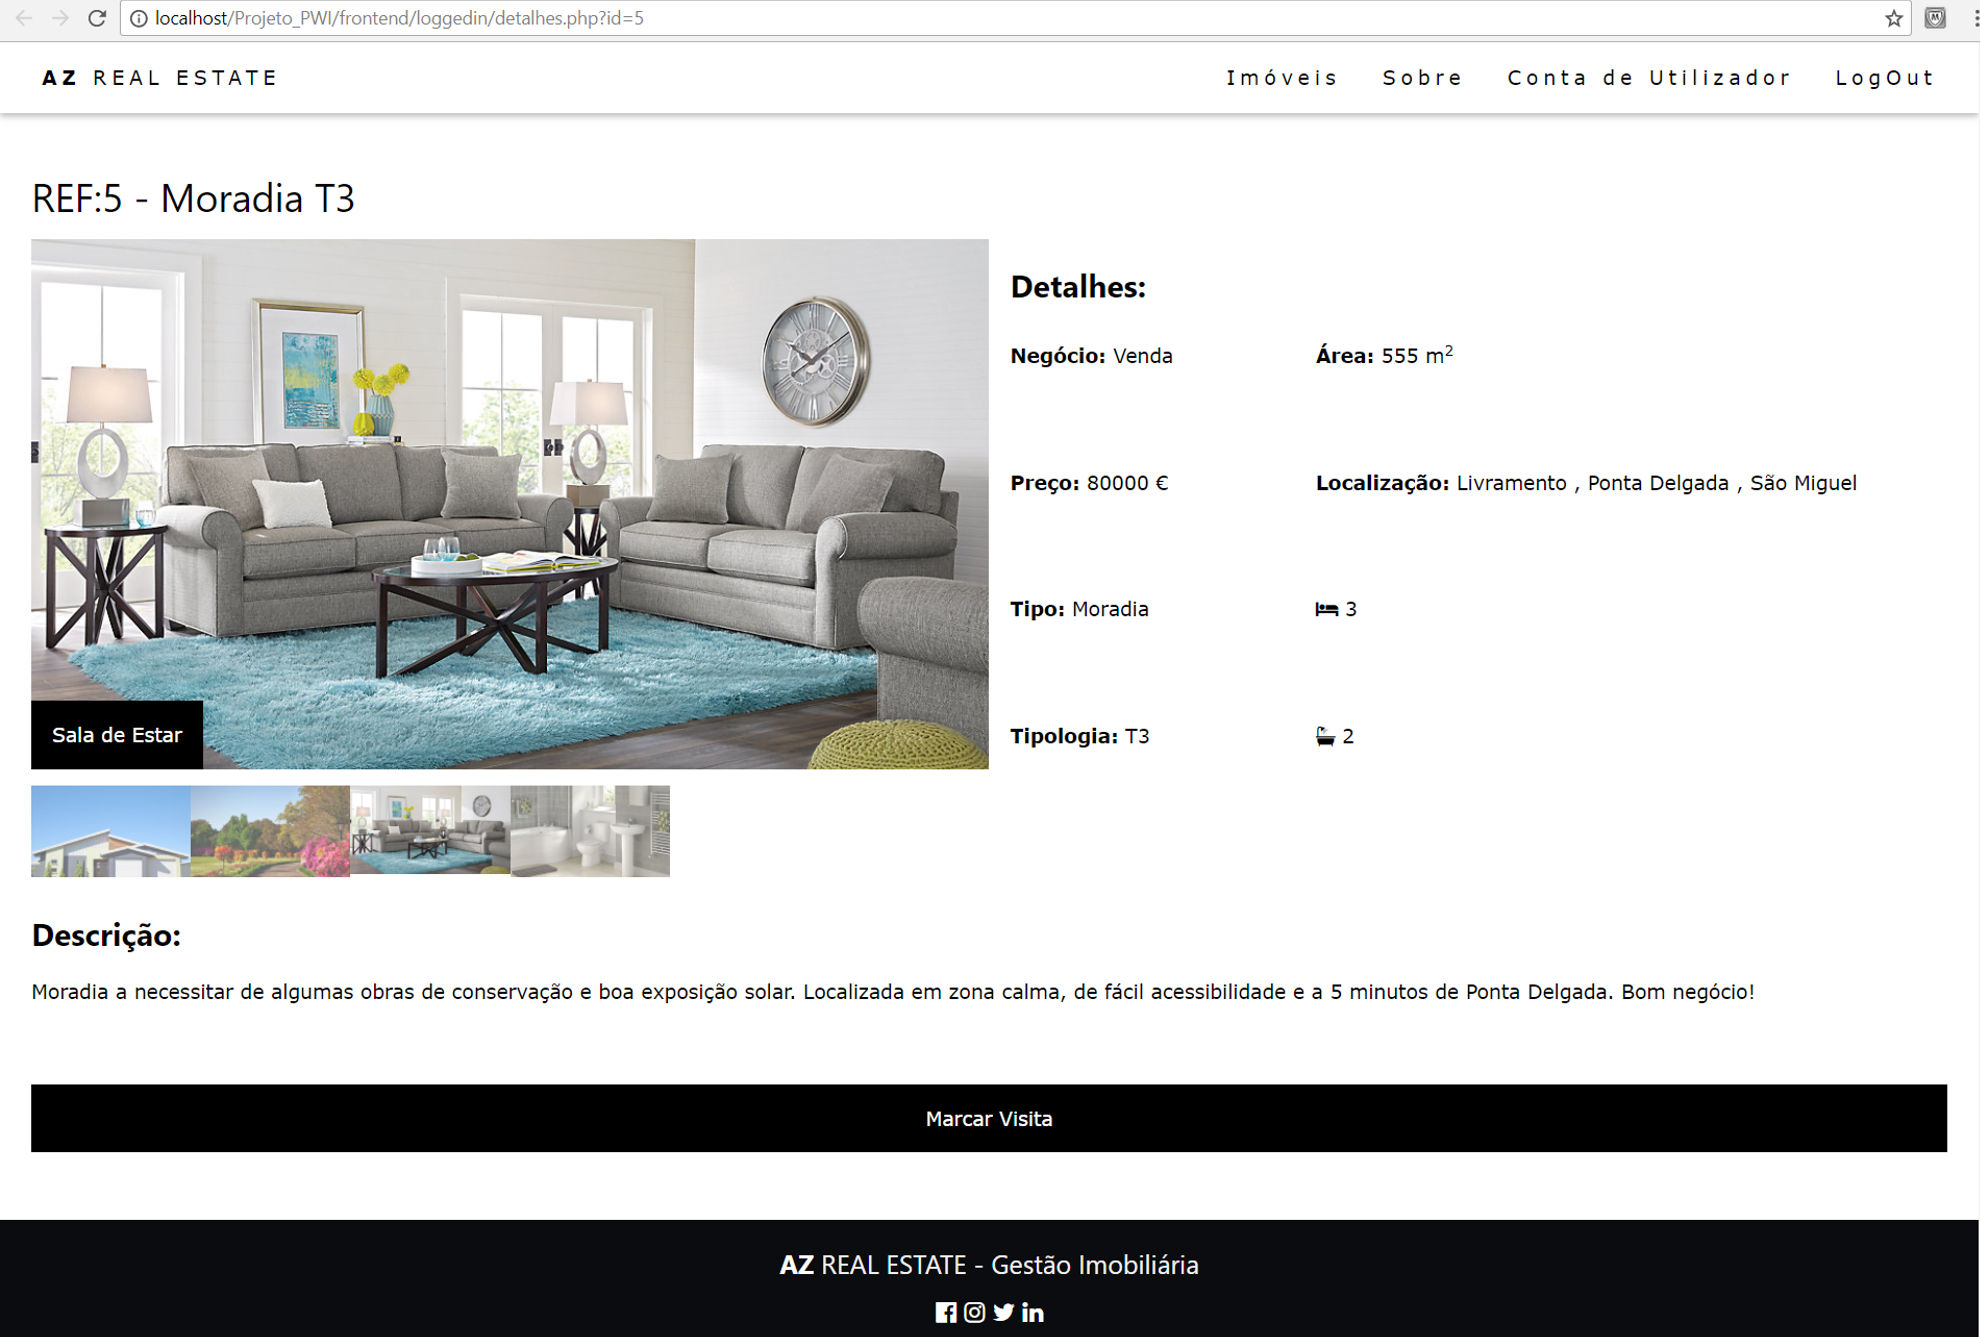 localhost/Projeto_PWI/frontend/loggedin/detalhes.php?id=5
AZ REAL ESTATE
Imóveis Sobre Conta de Utilizador LogOut
REF:5 - Moradia T3
Detalhes:
Negócio: Venda
Área: 555 m²
Preço: 80000 €
Localização: Livramento , Ponta Delgada , São Miguel
Tipo: Moradia
3
Tipologia: T3
2
Sala de Estar
Descrição:
Moradia a necessitar de algumas obras de conservação e boa exposição solar. Localizada em zona calma, de fácil acessibilidade e a 5 minutos de Ponta Delgada. Bom negócio!
Marcar Visita
AZ REAL ESTATE - Gestão Imobiliária